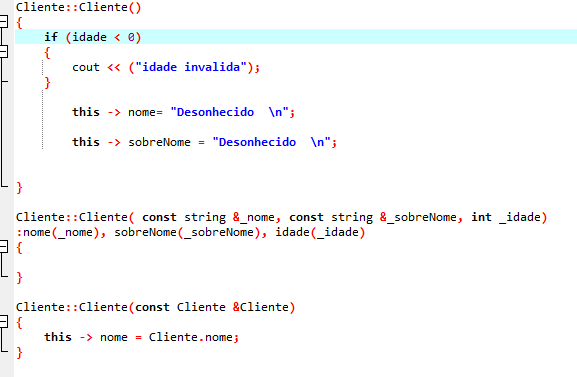 Cliente::Cliente()
{
if (idade < 0)
{
cout << ("idade invalida");
}
this -> nome= "Desonhecido  \n";
this -> sobreNome = "Desonhecido  \n";
}
Cliente::Cliente( const string &_nome, const string &_sobreNome, int _idade)
:nome(_nome), sobreNome(_sobreNome), idade(_idade)
{
}
Cliente::Cliente(const Cliente &Cliente)
{
this -> nome = Cliente.nome;
}